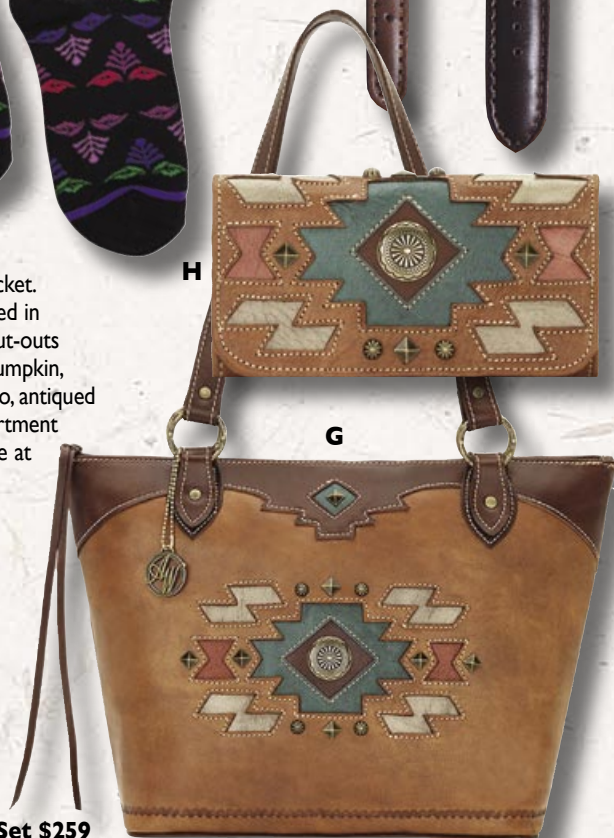 H
cket.
ed in
ut-outs
umpkin,
o, antiqued
rtment
e at
G
Set $259